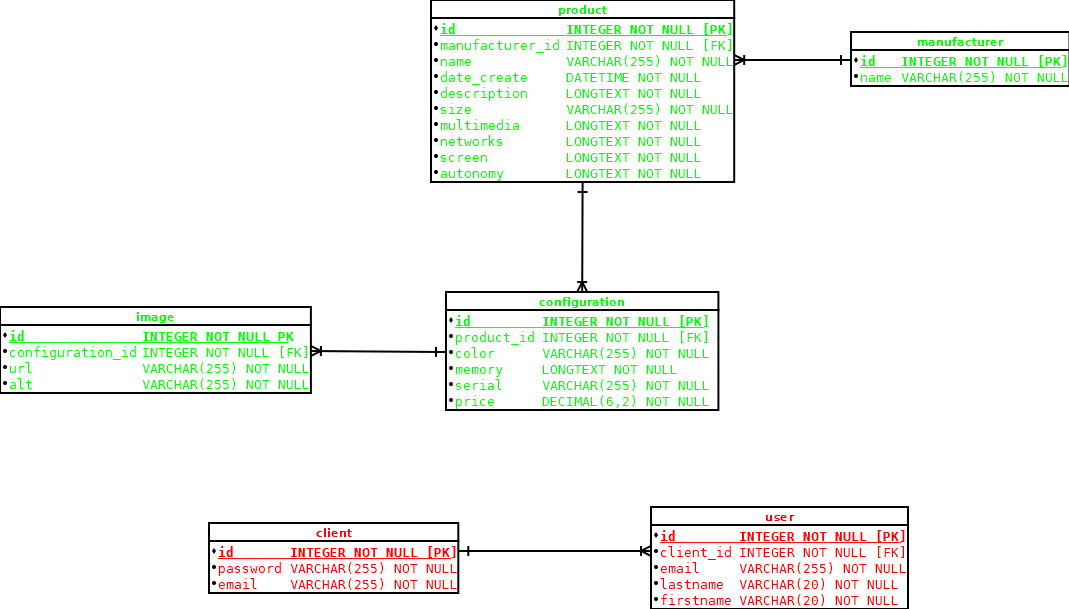 product
id INTEGER NOT NULL [PK]
manufacturer_id INTEGER NOT NULL [FK]
name VARCHAR(255) NOT NULL
date_create DATETIME NOT NULL
description LONGTEXT NOT NULL
size VARCHAR(255) NOT NULL
multimedia LONGTEXT NOT NULL
networks LONGTEXT NOT NULL
screen LONGTEXT NOT NULL
autonomy LONGTEXT NOT NULL
manufacturer
id INTEGER NOT NULL [PK]
name VARCHAR(255) NOT NULL
image
id INTEGER NOT NULL PK
configuration_id INTEGER NOT NULL [FK]
url VARCHAR(255) NOT NULL
alt VARCHAR(255) NOT NULL
configuration
id INTEGER NOT NULL [PK]
product_id INTEGER NOT NULL [FK]
color VARCHAR(255) NOT NULL
memory LONGTEXT NOT NULL
serial VARCHAR(255) NOT NULL
price DECIMAL(6,2) NOT NULL
client
id INTEGER NOT NULL [PK]
password VARCHAR(255) NOT NULL
email VARCHAR(255) NOT NULL
user
id INTEGER NOT NULL [PK]
client_id INTEGER NOT NULL [FK]
email VARCHAR(255) NOT NULL
lastname VARCHAR(20) NOT NULL
firstname VARCHAR(20) NOT NULL